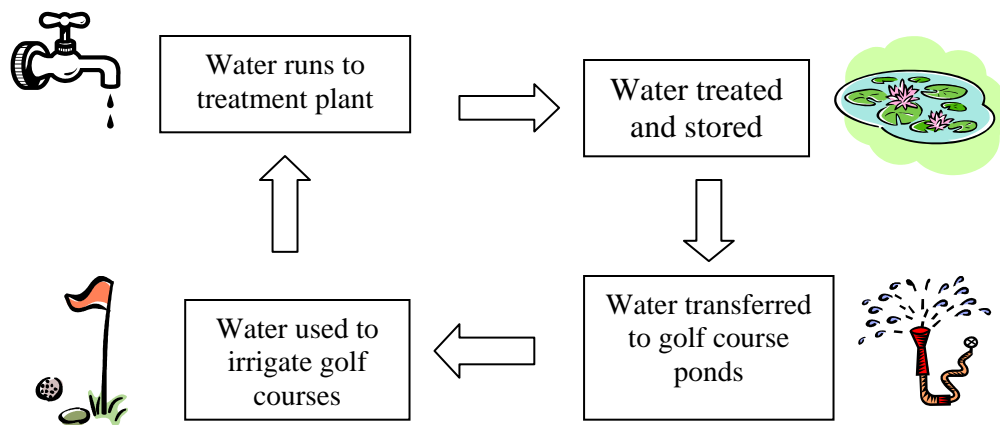 Water runs to
treatment plant
Water treated
and stored
Water transferred
to golf course
ponds
Water used to
irrigate golf
courses